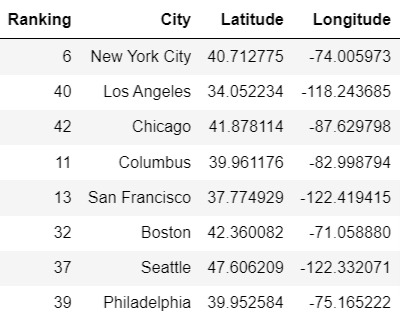 Ranking City Latitude Longitude
6 New York City 40.712775 -74.005973
40 Los Angeles 34.052234 -118.243685
42 Chicago 41.878114 -87.629798
11 Columbus 39.961176 -82.998794
13 San Francisco 37.774929 -122.419415
32 Boston 42.360082 -71.058880
37 Seattle 47.606209 -122.332071
39 Philadelphia 39.952584 -75.165222